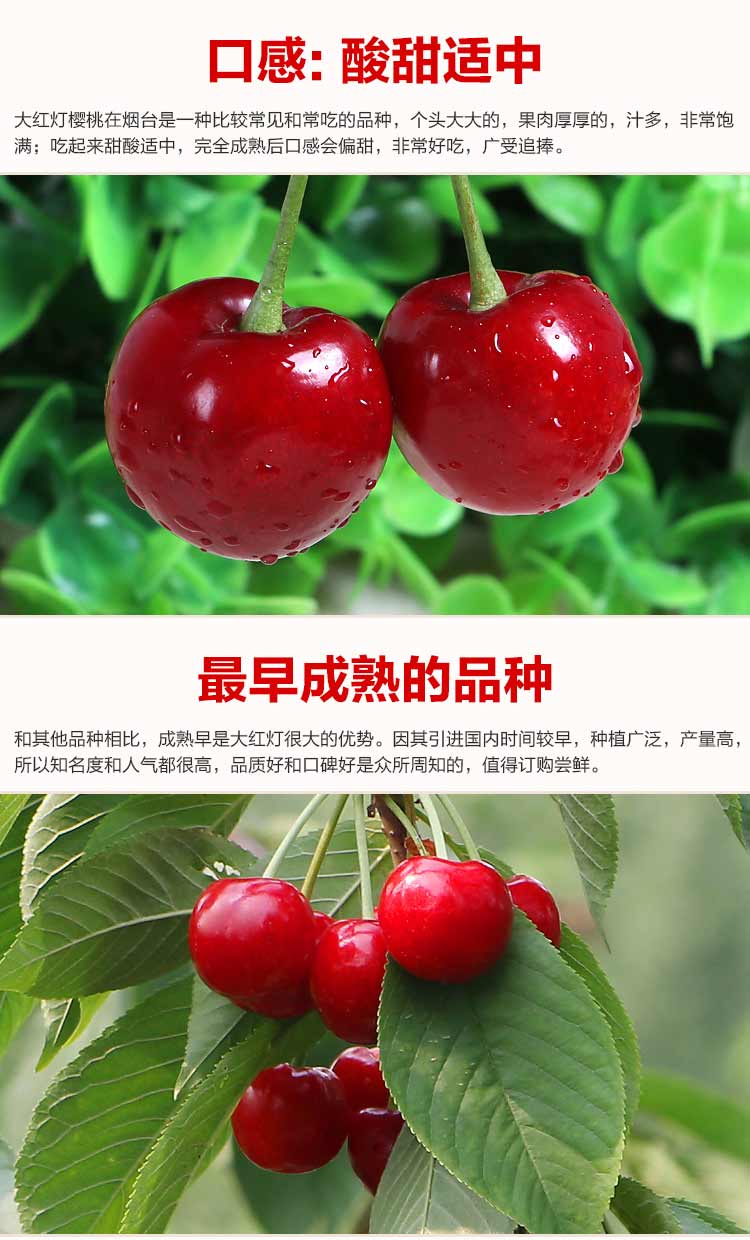 口感: 酸甜适中
大红灯樱桃在烟台是一种比较常见和常吃的品种，个头大大的，果肉厚厚的，汁多，非常饱
满；吃起来甜酸适中，完全成熟后口感会偏甜，非常好吃，广受追捧。
最早成熟的品种
和其他品种相比，成熟早是大红灯很大的优势。因其引进国内时间较早，种植广泛，产量高，
所以知名度和人气都很高，品质好和口碑好是众所周知的，值得订购尝鲜。